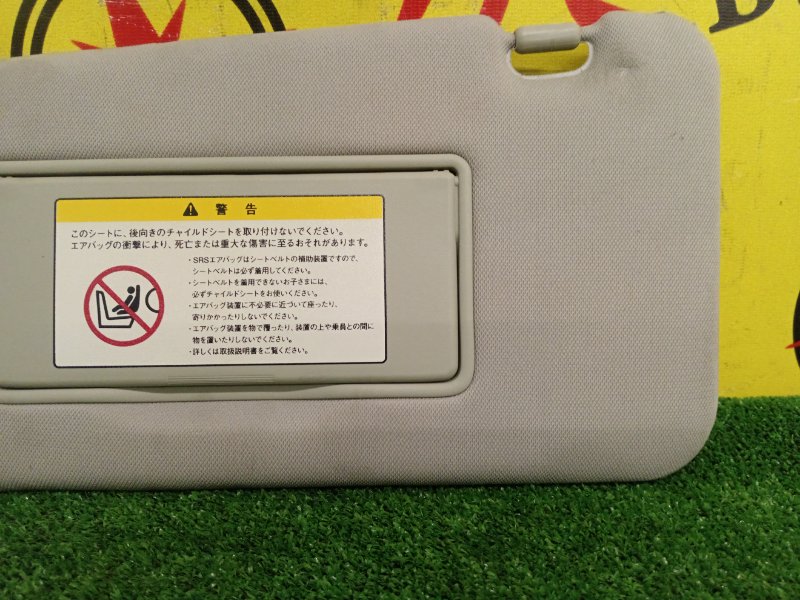 警告
このシートに、後向きのチャイルドシートを取り付けないでください。
エアバッグの衝撃により、死亡または重大な傷害に至るおそれがあります。
・SRSエアバッグはシートベルトの補助装置ですので、
シートベルトは必ず着用してください。
・シートベルトを着用できないお子さまには、
必ずチャイルドシートをお使いください。
・エアバッグ装置に不必要に近づいて座ったり、
寄りかかったりしないでください。
・エアバッグ装置を物で覆ったり、装置の上や乗員との間に
物を置いたりしないでください。
・詳しくは取扱説明書をご覧ください。